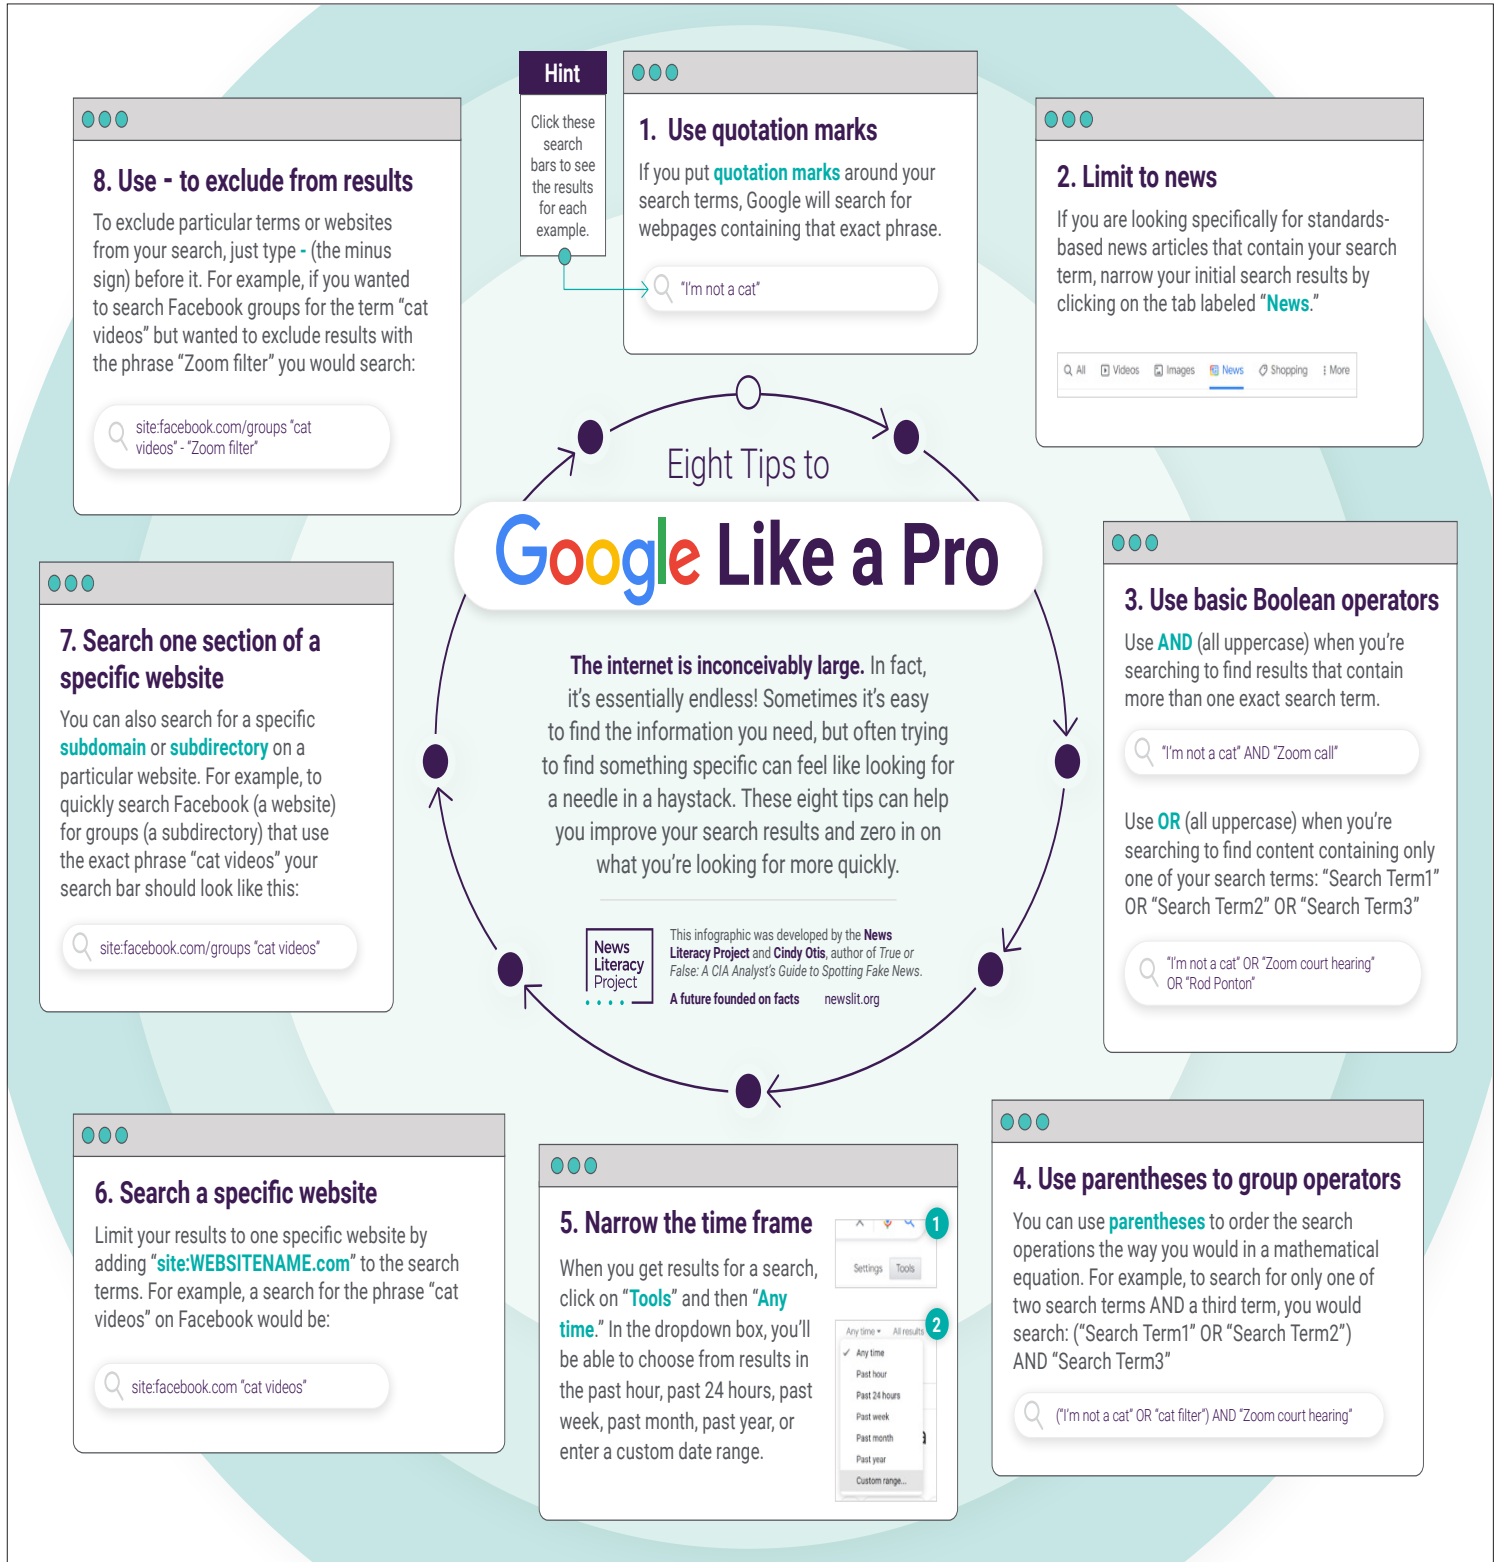 Hint
Click these
search
bars to see
the results
for each
example.
1. Use quotation marks
If you put quotation marks around your
search terms, Google will search for
webpages containing that exact phrase.
"I'm not a cat"
2. Limit to news
If you are looking specifically for standards-
based news articles that contain your search
term, narrow your initial search results by
clicking on the tab labeled “News.”
All Videos Images News Shopping More
8. Use - to exclude from results
To exclude particular terms or websites
from your search, just type - (the minus
sign) before it. For example, if you wanted
to search Facebook groups for the term “cat
videos” but wanted to exclude results with
the phrase “Zoom filter” you would search:
site:facebook.com/groups “cat
videos” - “Zoom filter”
Eight Tips to
Google Like a Pro
The internet is inconceivably large. In fact,
it’s essentially endless! Sometimes it’s easy
to find the information you need, but often trying
to find something specific can feel like looking for
a needle in a haystack. These eight tips can help
you improve your search results and zero in on
what you’re looking for more quickly.
News
Literacy
Project
This infographic was developed by the News
Literacy Project and Cindy Otis, author of True or
False: A CIA Analyst’s Guide to Spotting Fake News.
A future founded on facts newslit.org
3. Use basic Boolean operators
Use AND (all uppercase) when you’re
searching to find results that contain
more than one exact search term.
"I'm not a cat" AND "Zoom call"
Use OR (all uppercase) when you’re
searching to find content containing only
one of your search terms: “Search Term1”
OR “Search Term2” OR “Search Term3”
"I'm not a cat" OR "Zoom court hearing"
OR "Rod Ponton"
7. Search one section of a
specific website
You can also search for a specific
subdomain or subdirectory on a
particular website. For example, to
quickly search Facebook (a website)
for groups (a subdirectory) that use
the exact phrase “cat videos” your
search bar should look like this:
site:facebook.com/groups “cat videos”
4. Use parentheses to group operators
You can use parentheses to order the search
operations the way you would in a mathematical
equation. For example, to search for only one of
two search terms AND a third term, you would
search: (“Search Term1” OR “Search Term2”)
AND “Search Term3”
("I'm not a cat" OR "cat filter") AND "Zoom court hearing"
5. Narrow the time frame
When you get results for a search,
click on “Tools” and then “Any
time.” In the dropdown box, you’ll
be able to choose from results in
the past hour, past 24 hours, past
week, past month, past year, or
enter a custom date range.
1
Settings Tools
2
Any time All results
Any time
Past hour
Past 24 hours
Past week
Past month
Past year
Custom range...
6. Search a specific website
Limit your results to one specific website by
adding “site:WEBSITENAME.com” to the search
terms. For example, a search for the phrase “cat
videos” on Facebook would be:
site:facebook.com “cat videos”